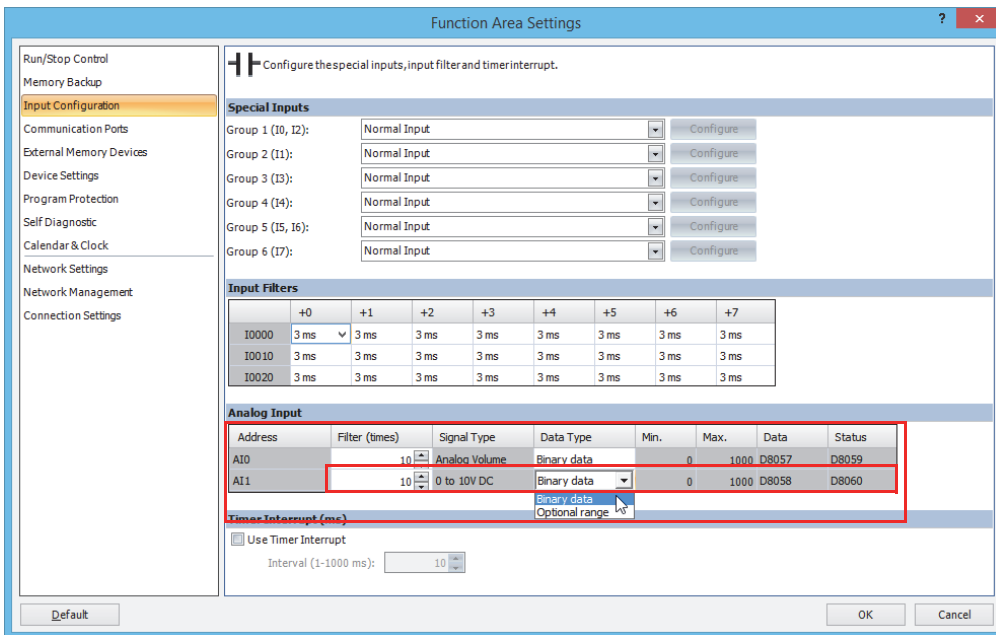 Function Area Settings
?
Run/Stop Control
Memory Backup
Input Configuration
Communication Ports
External Memory Devices
Device Settings
Program Protection
Self Diagnostic
Calendar & Clock
Network Settings
Network Management
Connection Settings
Configure the special inputs, input filter and timer interrupt.
Special Inputs
Group 1 (I0, I2): Normal Input Configure
Group 2 (I1): Normal Input Configure
Group 3 (I3): Normal Input Configure
Group 4 (I4): Normal Input Configure
Group 5 (I5, I6): Normal Input Configure
Group 6 (I7): Normal Input Configure
Input Filters
+0 +1 +2 +3 +4 +5 +6 +7
I0000 3 ms 3 ms 3 ms 3 ms 3 ms 3 ms 3 ms 3 ms
I0010 3 ms 3 ms 3 ms 3 ms 3 ms 3 ms 3 ms 3 ms
I0020 3 ms 3 ms 3 ms 3 ms 3 ms 3 ms 3 ms 3 ms
Analog Input
Address Filter (times) Signal Type Data Type Min. Max. Data Status
AI0 10 Analog Volume Binary data 0 1000 D8057 D8059
AI1 10 0 to 10V DC Binary data 0 1000 D8058 D8060
Binary data
Optional range
Timer Interrupt (ms)
Use Timer Interrupt
Interval (1-1000 ms): 10
Default OK Cancel